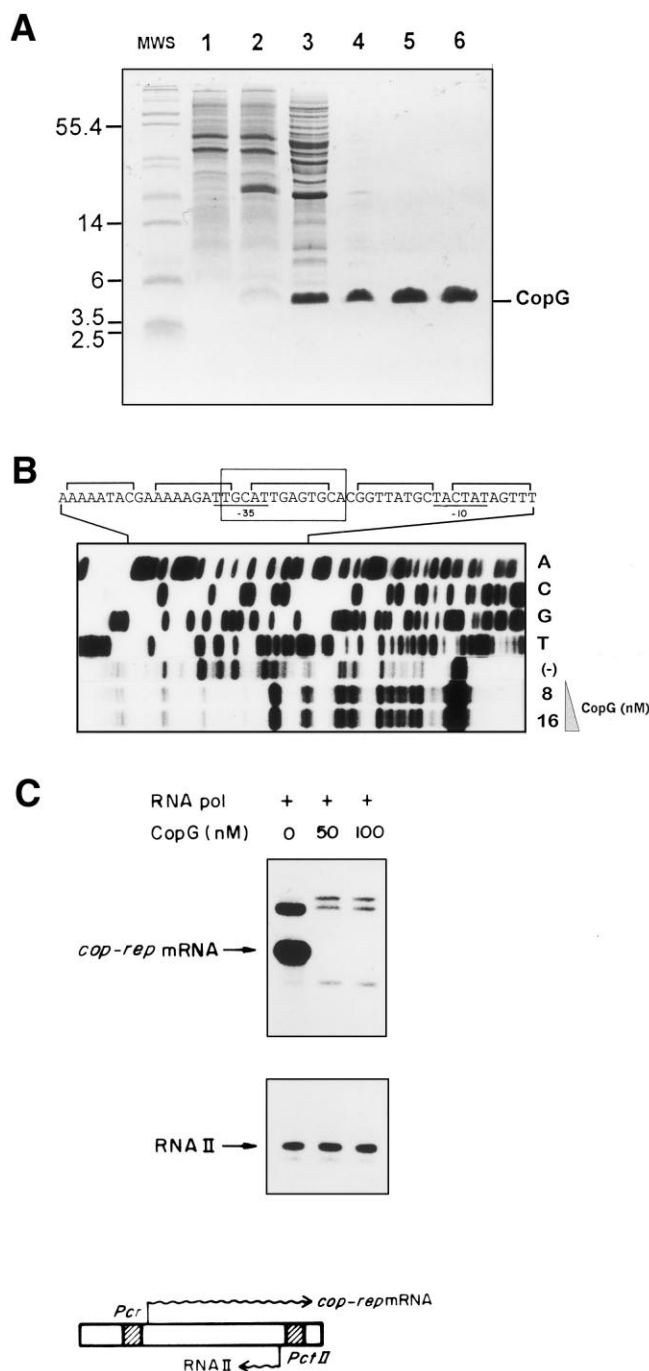 A
MWS 1 2 3 4 5 6
55.4
14
6
3.5
2.5
CopG
B
AAAAATACGAAAAAGATTGCATTGAGTGCACGGTTATGCTACTATAGTTT
-35 -10
A
C
G
T
(-)
8
16
CopG (nM)
C
RNA pol + + +
CopG (nM) 0 50 100
cop-rep mRNA
RNA II
Pcr
cop-rep mRNA
RNA II
Pct II